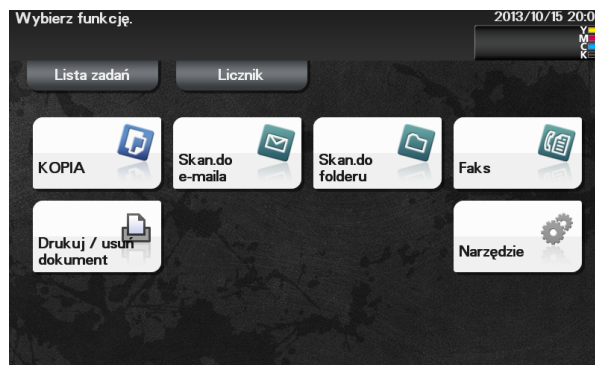 Wybierz funkcję.
2013/10/15 20:0
Y
M
C
K
Lista zadań
Licznik
KOPIA
Skan.do
e-maila
Skan.do
folderu
Faks
Drukuj / usuń
dokument
Narzędzie